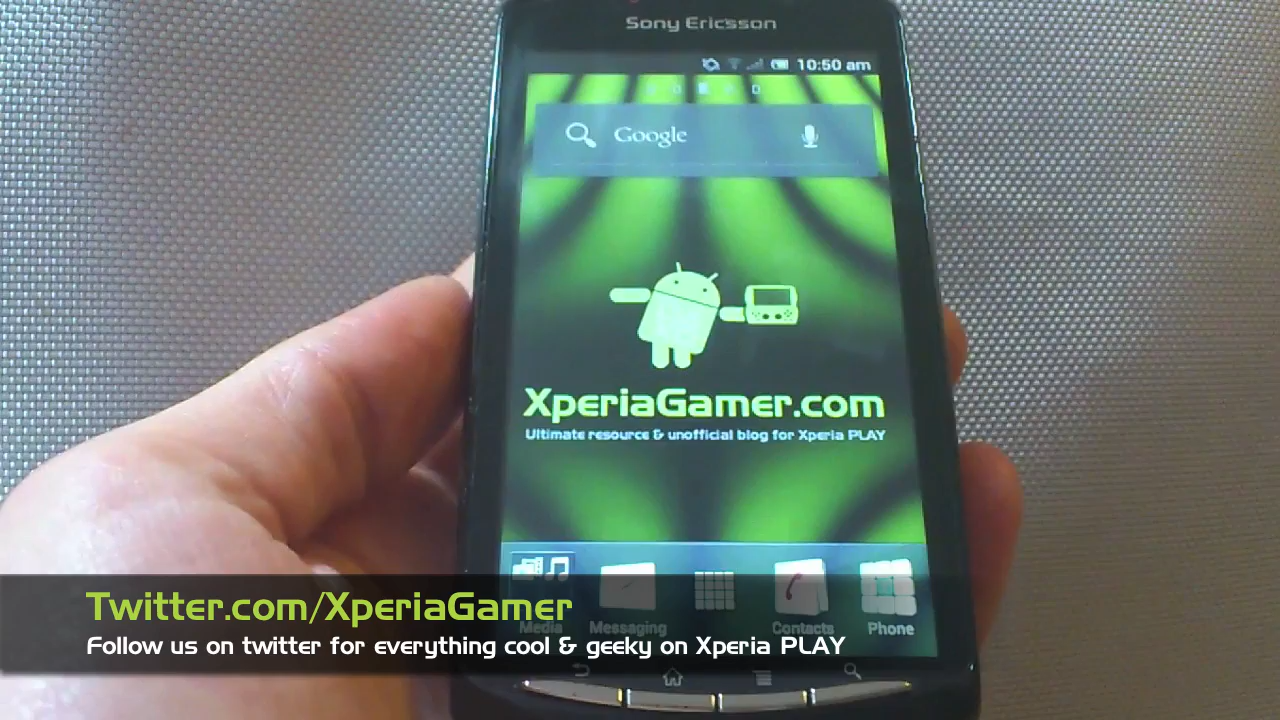 Sony Ericsson
10:50 am
Google
XperiaGamer.com
Ultimate resource & unofficial blog for Xperia PLAY
Media
Messaging
Contacts
Phone
Twitter.com/XperiaGamer
Follow us on twitter for everything cool & geeky on Xperia PLAY